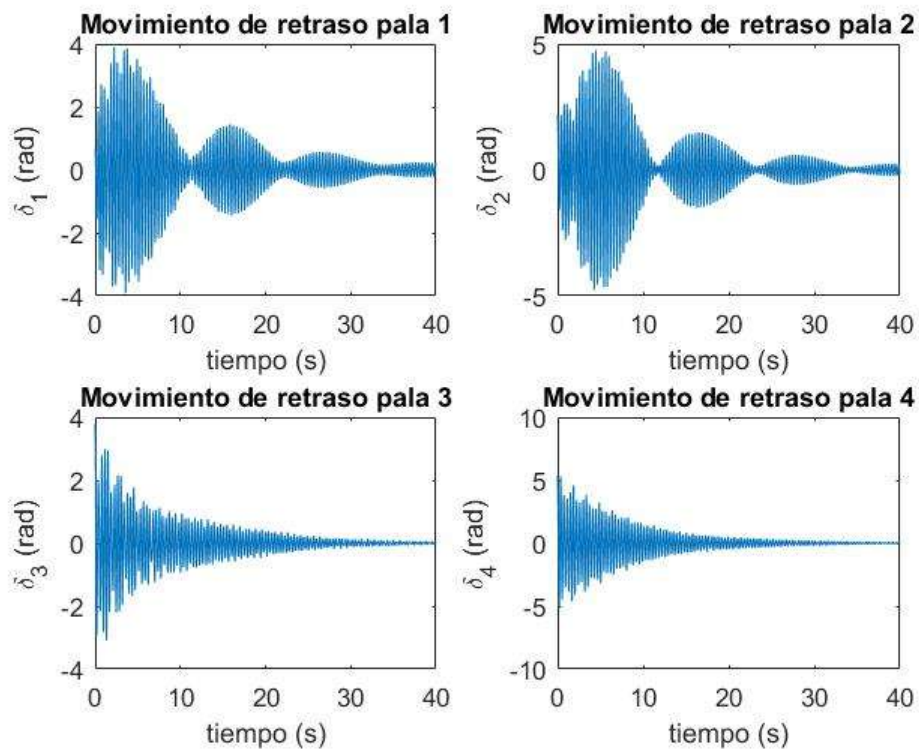 Movimiento de retraso pala 1
4
2
0
-2
-4
δ1 (rad)
0 10 20 30 40
tiempo (s)
Movimiento de retraso pala 2
5
0
-5
δ2 (rad)
0 10 20 30 40
tiempo (s)
Movimiento de retraso pala 3
4
2
0
-2
-4
δ3 (rad)
0 10 20 30 40
tiempo (s)
Movimiento de retraso pala 4
10
5
0
-5
-10
δ4 (rad)
0 10 20 30 40
tiempo (s)